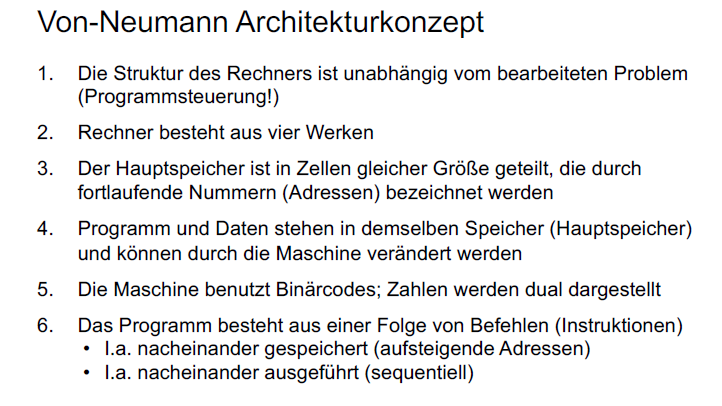 Von-Neumann Architekturkonzept
1. Die Struktur des Rechners ist unabhängig vom bearbeiteten Problem
(Programmsteuerung!)
2. Rechner besteht aus vier Werken
3. Der Hauptspeicher ist in Zellen gleicher Größe geteilt, die durch
fortlaufende Nummern (Adressen) bezeichnet werden
4. Programm und Daten stehen in demselben Speicher (Hauptspeicher)
und können durch die Maschine verändert werden
5. Die Maschine benutzt Binärcodes; Zahlen werden dual dargestellt
6. Das Programm besteht aus einer Folge von Befehlen (Instruktionen)
• I.a. nacheinander gespeichert (aufsteigende Adressen)
• I.a. nacheinander ausgeführt (sequentiell)